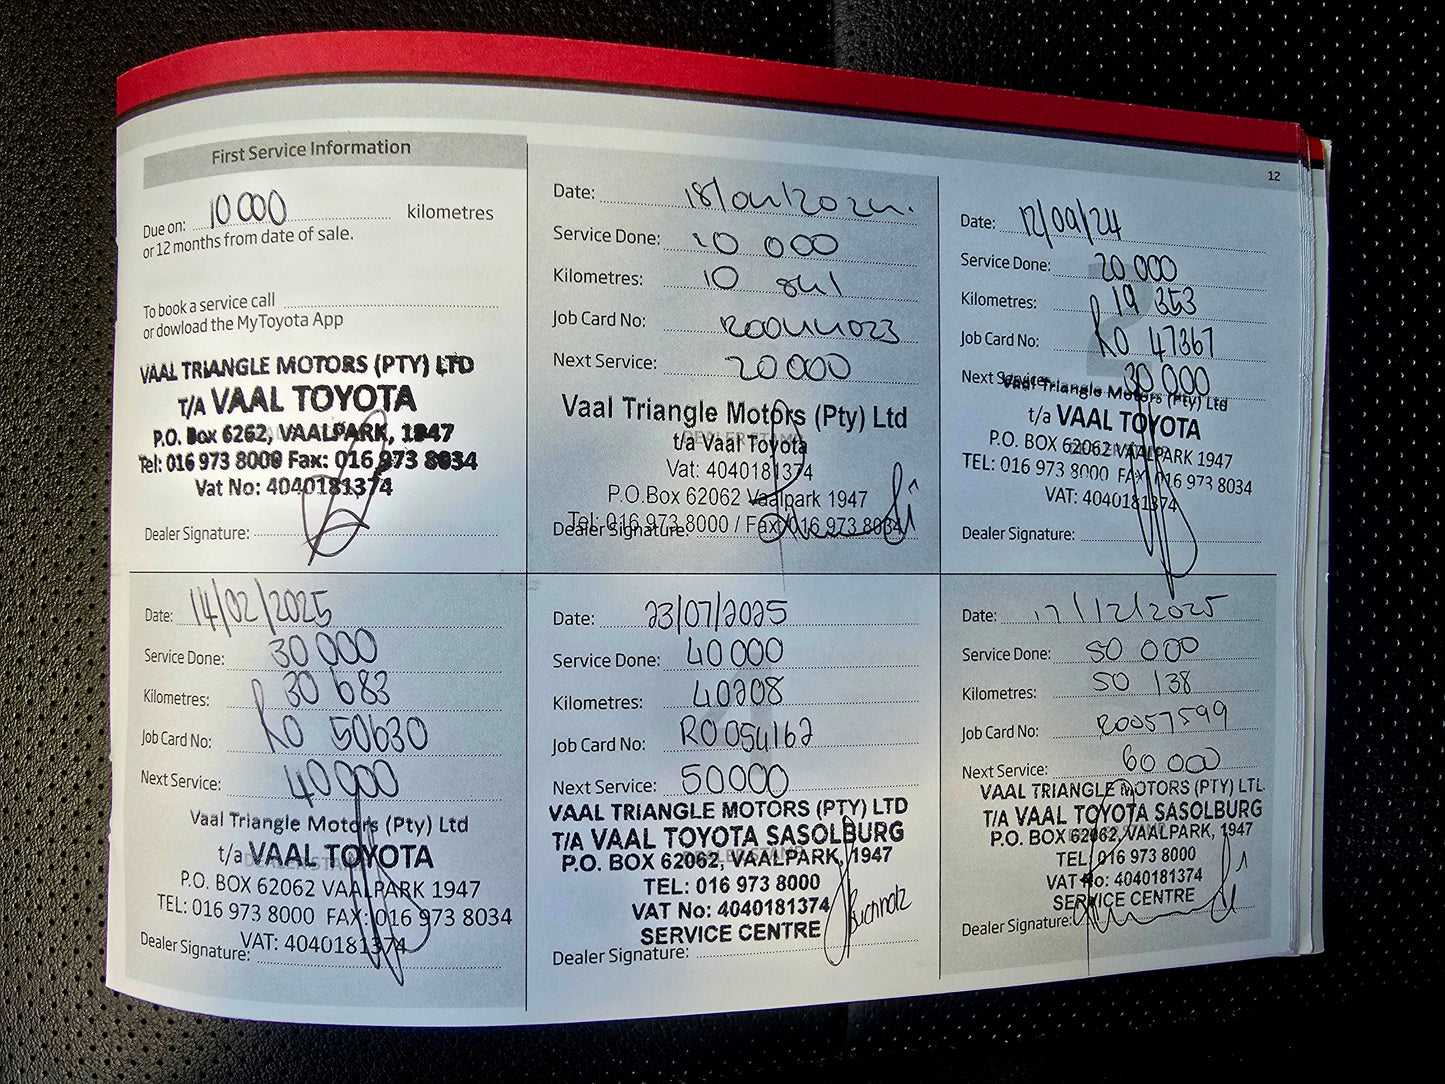 12
First Service Information
Due on: 10 000 kilometres
or 12 months from date of sale.
To book a service call
or dowload the MyToyota App
VAAL TRIANGLE MOTORS (PTY) LTD
T/A VAAL TOYOTA
P.O. Box 6262, VAALPARK, 1947
Tel: 016 973 8000 Fax: 016 973 8034
Vat No: 4040181374
Dealer Signature:
Date: 18/04/2024.
Service Done: 10 000
Kilometres: 10 841
Job Card No: R0044023
Next Service: 20 000
Vaal Triangle Motors (Pty) Ltd
t/a Vaal Toyota
Vat: 4040181374
P.O.Box 62062 Vaalpark 1947
Tel: 016 973 8000 / Fax: 016 973 8034
Dealer Signature:
Date: 12/09/24
Service Done: 20 000
Kilometres: 19 353
Job Card No: RO 47367
Next Service: 30 000
Vaal Triangle Motors (Pty) Ltd
t/a VAAL TOYOTA
P.O. BOX 62062 VAALPARK 1947
TEL: 016 973 8000 FAX: 016 973 8034
VAT: 4040181374
Dealer Signature:
Date: 14/02/2025
Service Done: 30 000
Kilometres: 30 683
Job Card No: RO 50630
Next Service: 40 000
Vaal Triangle Motors (Pty) Ltd
t/a VAAL TOYOTA
DEALER STAMP
P.O. BOX 62062 VAALPARK 1947
TEL: 016 973 8000 FAX: 016 973 8034
VAT: 4040181374
Dealer Signature:
Date: 23/07/2025
Service Done: 40 000
Kilometres: 40208
Job Card No: RO 054162
Next Service: 50000
VAAL TRIANGLE MOTORS (PTY) LTD
T/A VAAL TOYOTA SASOLBURG
P.O. BOX 62062, VAALPARK, 1947
TEL: 016 973 8000
VAT No: 4040181374
SERVICE CENTRE
Dealer Signature:
Date: 17/12/2025
Service Done: 50 000
Kilometres: 50 138
Job Card No: R0057599
Next Service: 60 000
VAAL TRIANGLE MOTORS (PTY) LTL
T/A VAAL TOYOTA SASOLBURG
P.O. BOX 62062, VAALPARK, 1947
TEL: 016 973 8000
VAT No: 4040181374
SERVICE CENTRE
Dealer Signature: